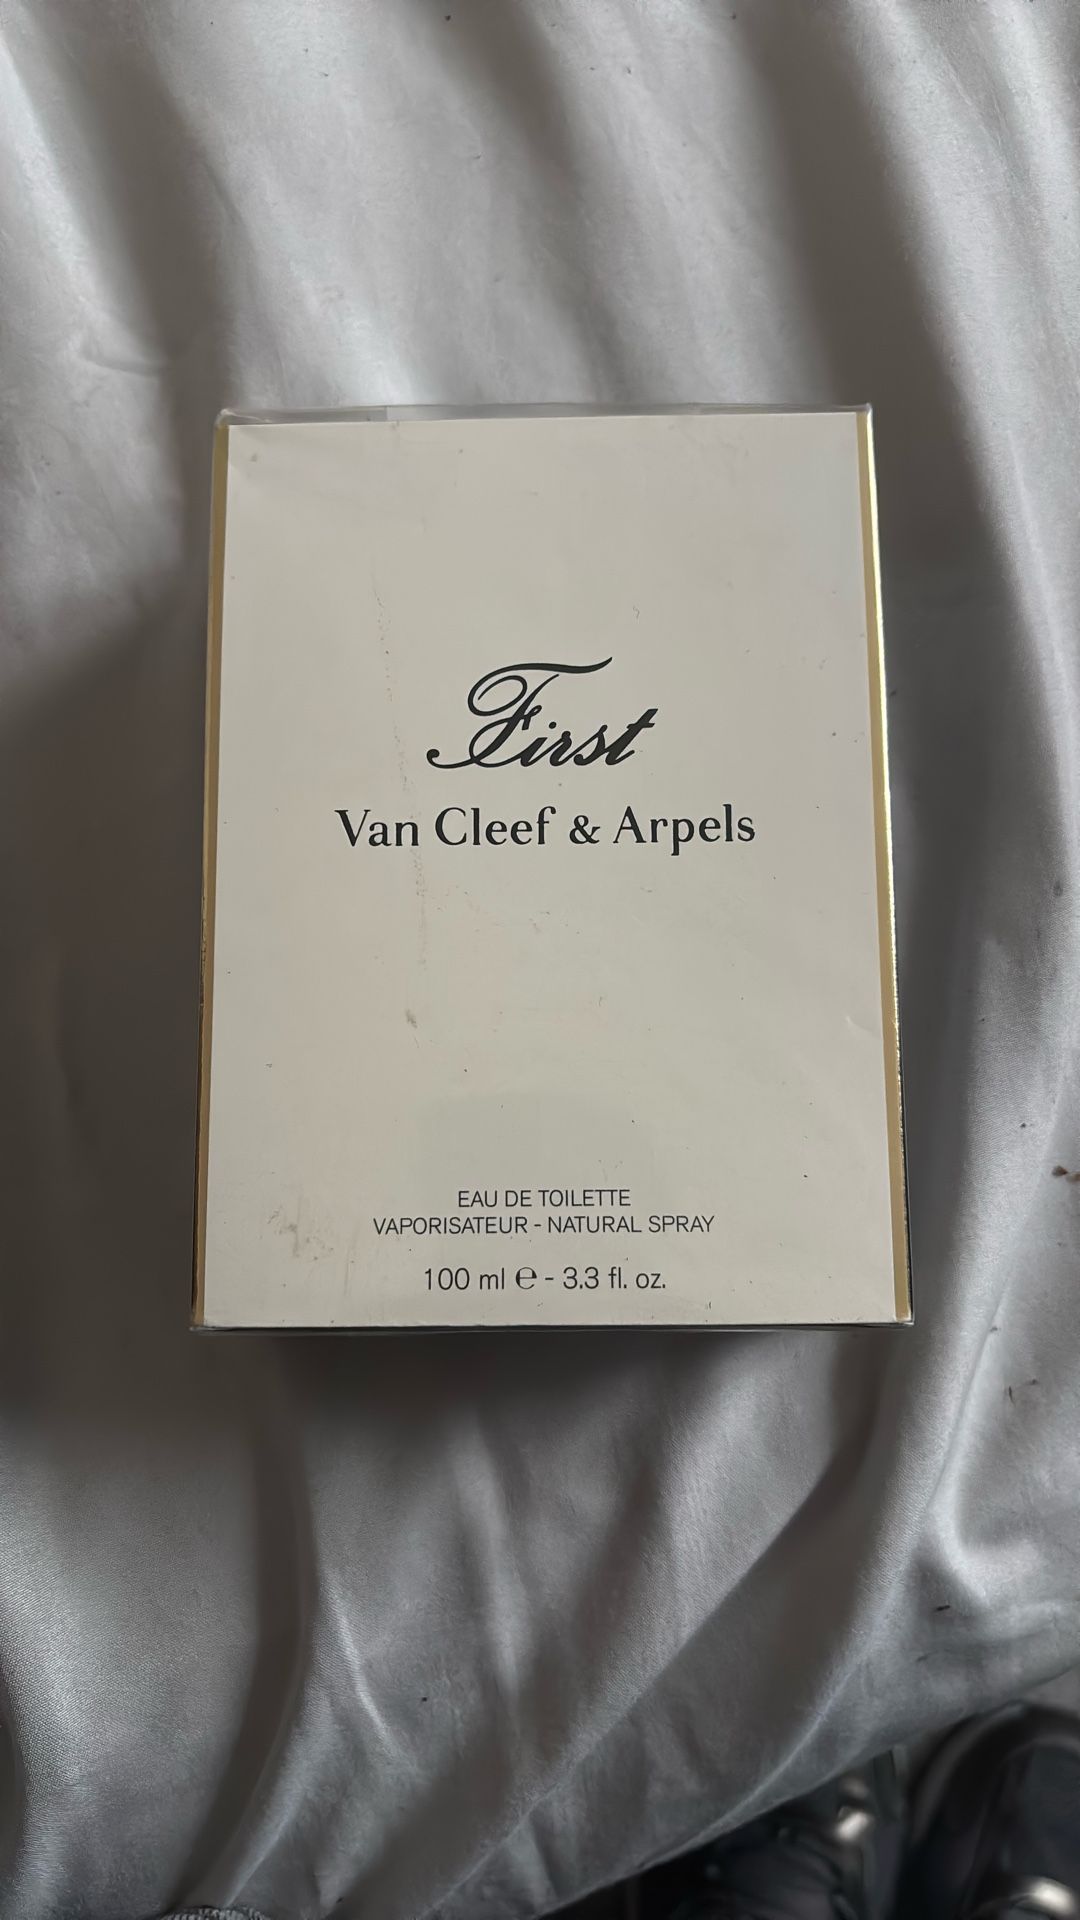 First
Van Cleef & Arpels
EAU DE TOILETTE
VAPORISATEUR - NATURAL SPRAY
100 ml ℮ - 3.3 fl. oz.